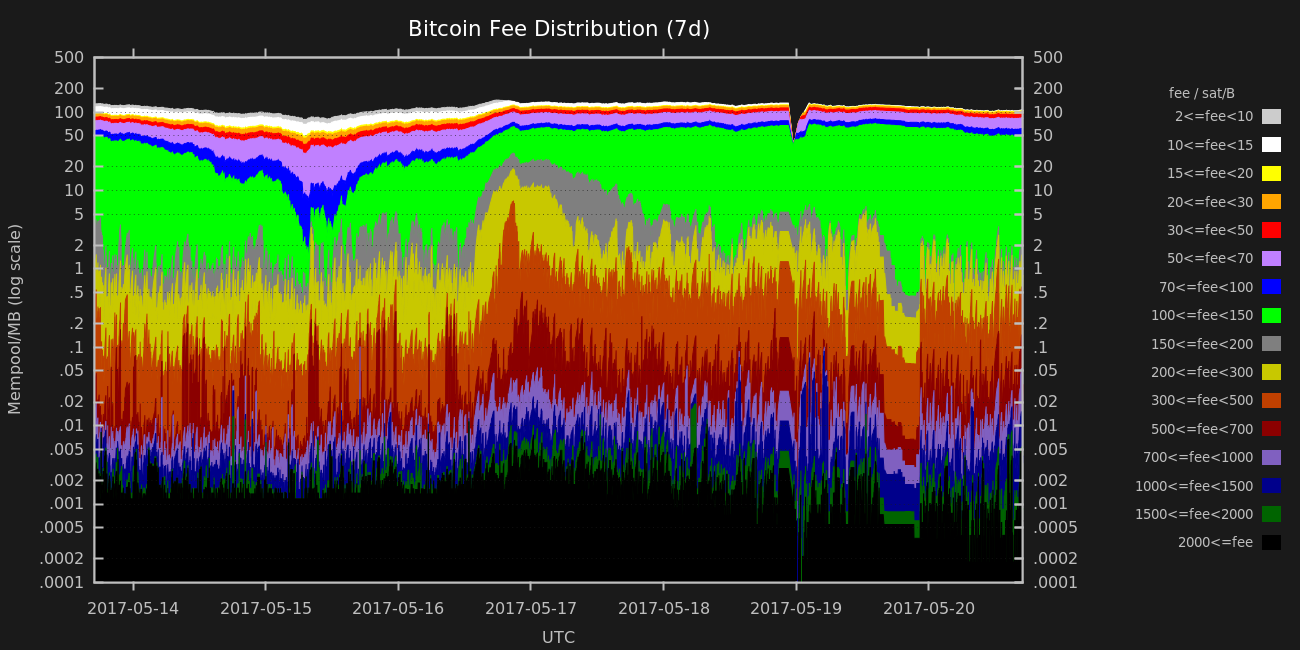 Bitcoin Fee Distribution (7d)
Mempool/MB (log scale)
500
200
100
50
20
10
5
2
1
.5
.2
.1
.05
.02
.01
.005
.002
.001
.0005
.0002
.0001
500
200
100
50
20
10
5
2
1
.5
.2
.1
.05
.02
.01
.005
.002
.001
.0005
.0002
.0001
2017-05-14 2017-05-15 2017-05-16 2017-05-17 2017-05-18 2017-05-19 2017-05-20
UTC
fee / sat/B
2<=fee<10
10<=fee<15
15<=fee<20
20<=fee<30
30<=fee<50
50<=fee<70
70<=fee<100
100<=fee<150
150<=fee<200
200<=fee<300
300<=fee<500
500<=fee<700
700<=fee<1000
1000<=fee<1500
1500<=fee<2000
2000<=fee